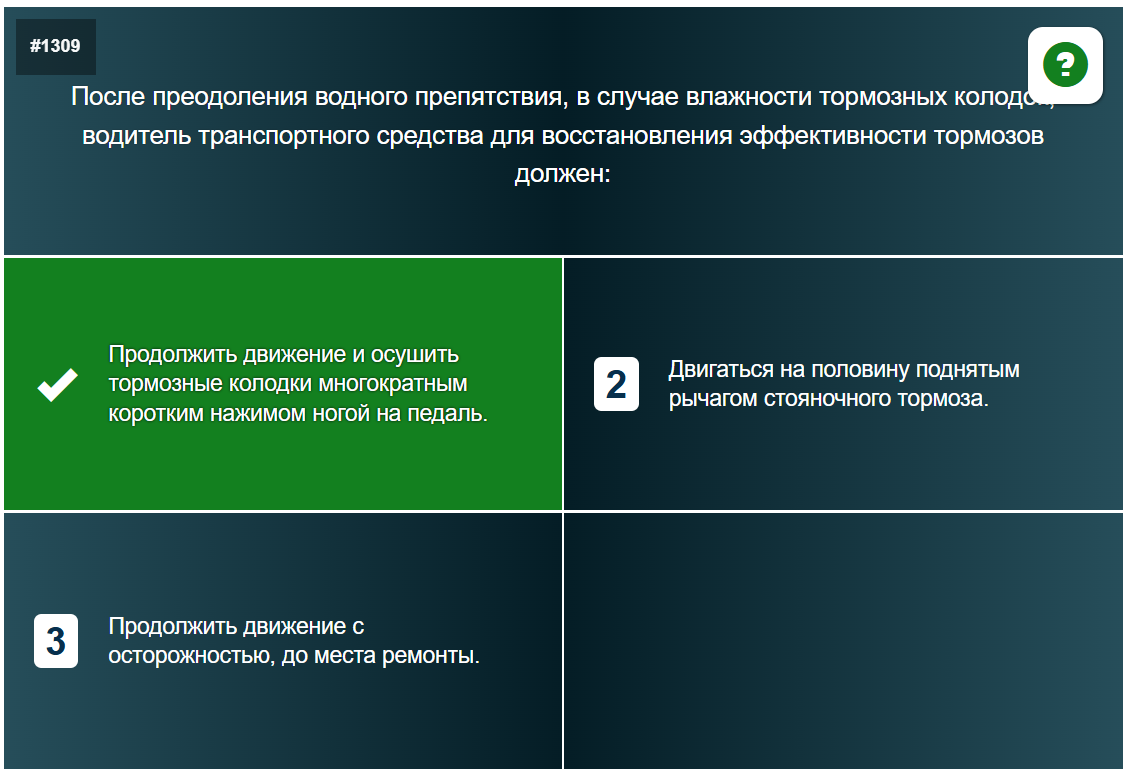 #1309
?
После преодоления водного препятствия, в случае влажности тормозных колодок,
водитель транспортного средства для восстановления эффективности тормозов
должен:
Продолжить движение и осушить
тормозные колодки многократным
коротким нажимом ногой на педаль.
2
Двигаться на половину поднятым
рычагом стояночного тормоза.
3
Продолжить движение с
осторожностью, до места ремонты.